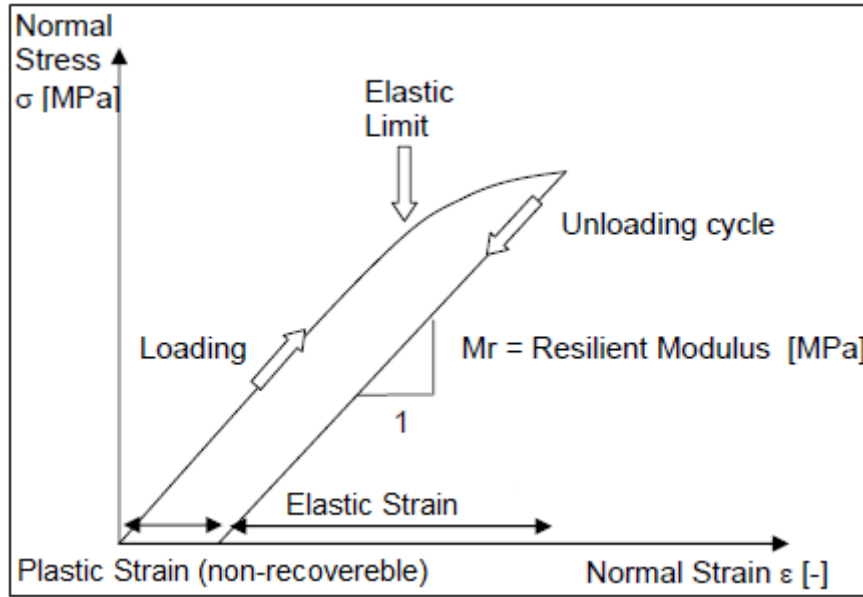 Normal
Stress
σ [MPa]
Elastic
Limit
Unloading cycle
Loading
Mr = Resilient Modulus [MPa]
1
Elastic Strain
Plastic Strain (non-recovereble)
Normal Strain ε [-]